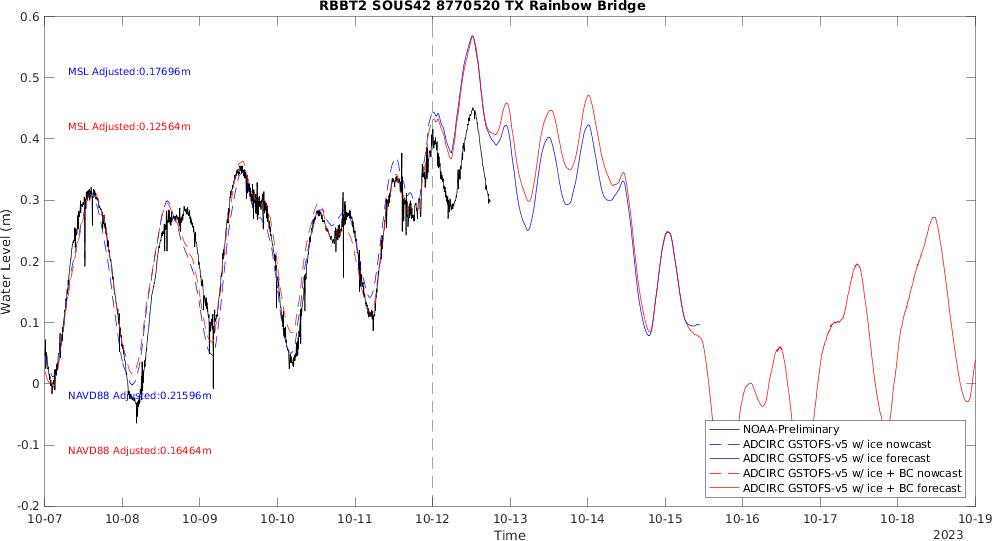 RBBT2 SOUS42 8770520 TX Rainbow Bridge
0.6
0.5
0.4
0.3
0.2
0.1
0
-0.1
-0.2
Water Level (m)
MSL Adjusted:0.17696m
MSL Adjusted:0.12564m
NAVD88 Adjusted:0.21596m
NAVD88 Adjusted:0.16464m
NOAA-Preliminary
ADCIRC GSTOFS-v5 w/ ice nowcast
ADCIRC GSTOFS-v5 w/ ice forecast
ADCIRC GSTOFS-v5 w/ ice + BC nowcast
ADCIRC GSTOFS-v5 w/ ice + BC forecast
10-07 10-08 10-09 10-10 10-11 10-12 10-13 10-14 10-15 10-16 10-17 10-18 10-19
Time
2023